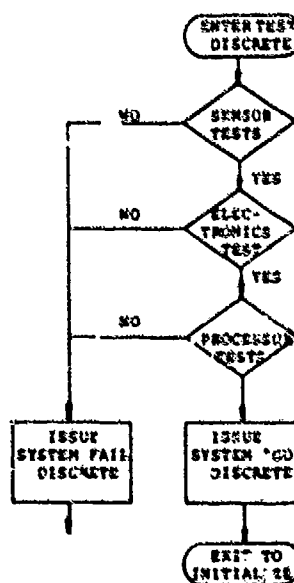 ENTER TEST
DISCRETE
NO
SENSOR
TESTS
YES
NO
ELEC-
TRONICS
TEST
YES
NO
PROCESSOR
TESTS
ISSUE
SYSTEM FAIL
DISCRETE
ISSUE
SYSTEM "GO
DISCRETE
EXIT TO